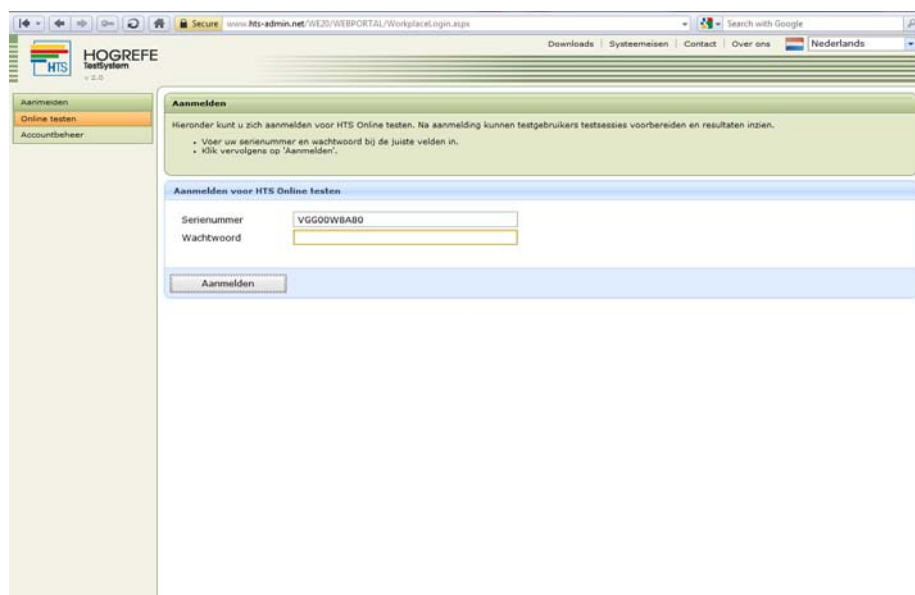 Secure www.hts-admin.net/WE20/WEBPORTAL/WorkplaceLogin.aspx
Search with Google
HTS
HOGREFE
TestSystem
v 2.0
Downloads | Systeemeisen | Contact | Over ons
Nederlands
Aanmelden
Online testen
Accountbeheer
Aanmelden
Hieronder kunt u zich aanmelden voor HTS Online testen. Na aanmelding kunnen testgebruikers testsessies voorbereiden en resultaten inzien.
• Voer uw serienummer en wachtwoord bij de juiste velden in.
• Klik vervolgens op 'Aanmelden'.
Aanmelden voor HTS Online testen
Serienummer
VGG00W8A80
Wachtwoord
Aanmelden